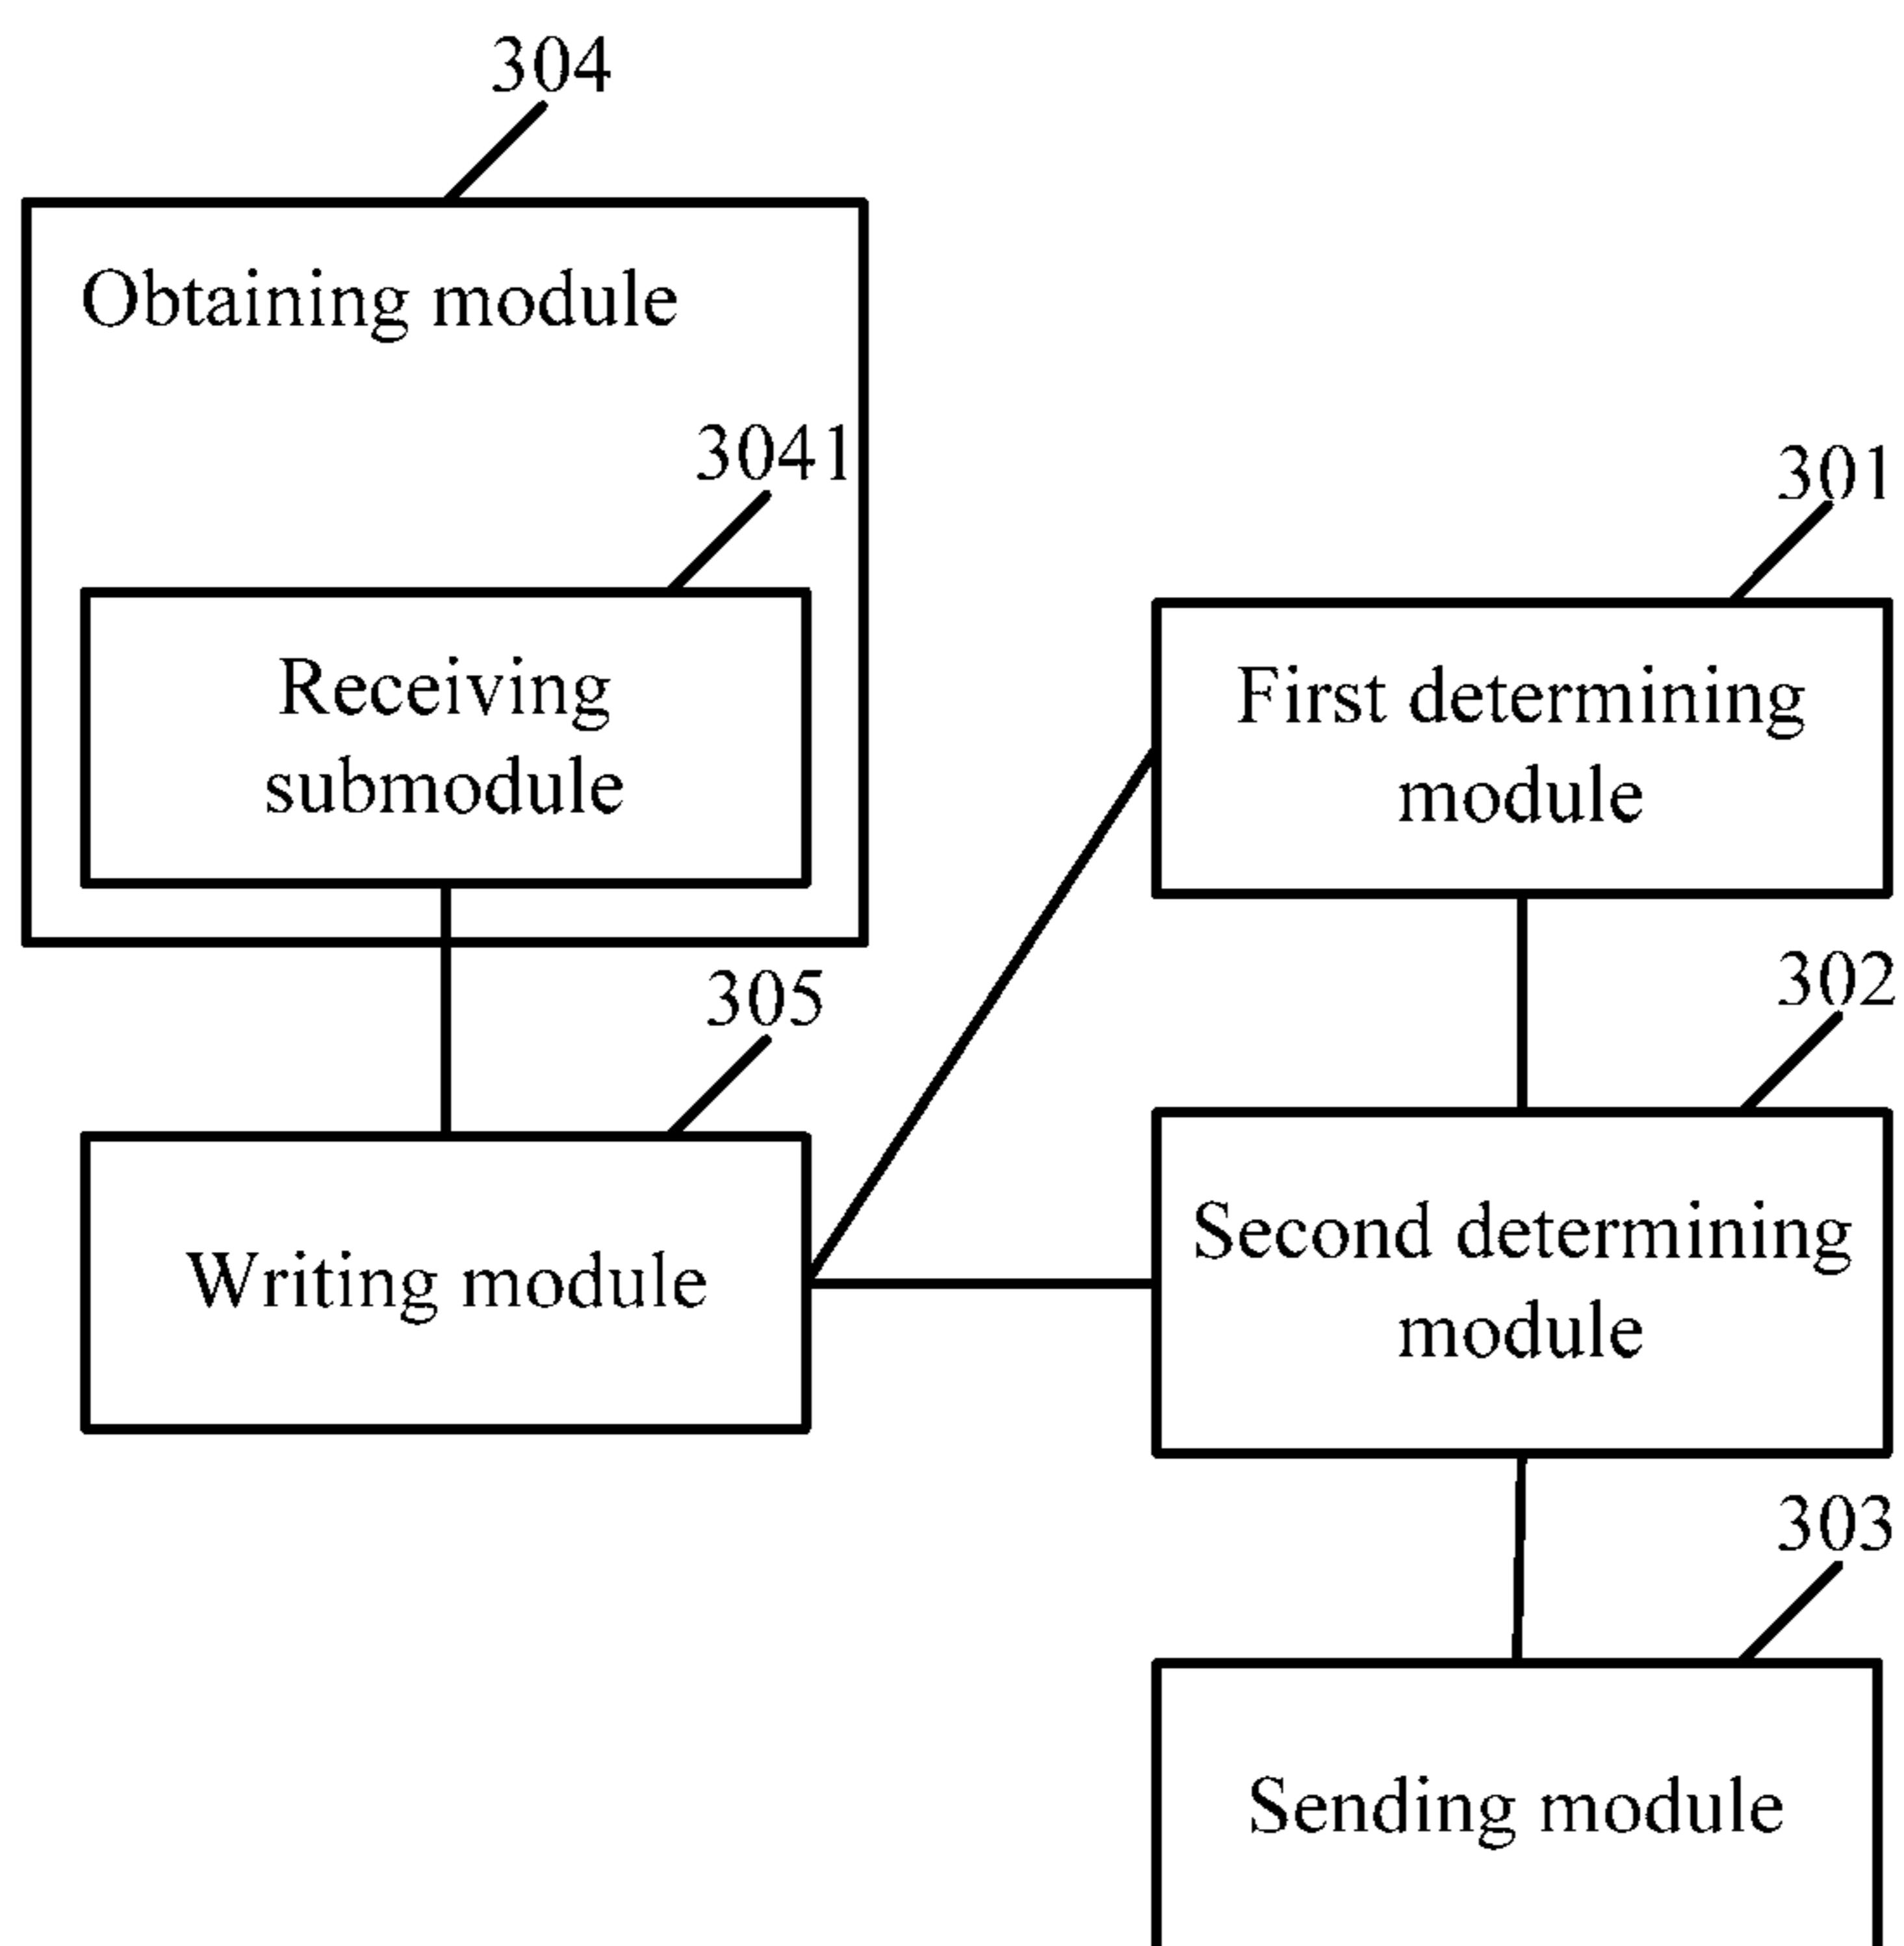 304
Obtaining module
3041
Receiving
submodule
301
First determining
module
305
Writing module
302
Second determining
module
303
Sending module